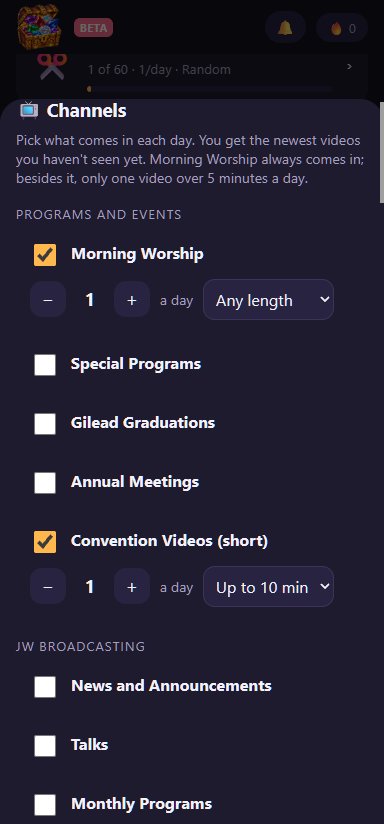 BETA
0
1 of 60 · 1/day · Random
Channels
Pick what comes in each day. You get the newest videos
you haven't seen yet. Morning Worship always comes in;
besides it, only one video over 5 minutes a day.
PROGRAMS AND EVENTS
Morning Worship
− 1 + a day Any length
Special Programs
Gilead Graduations
Annual Meetings
Convention Videos (short)
− 1 + a day Up to 10 min
JW BROADCASTING
News and Announcements
Talks
Monthly Programs